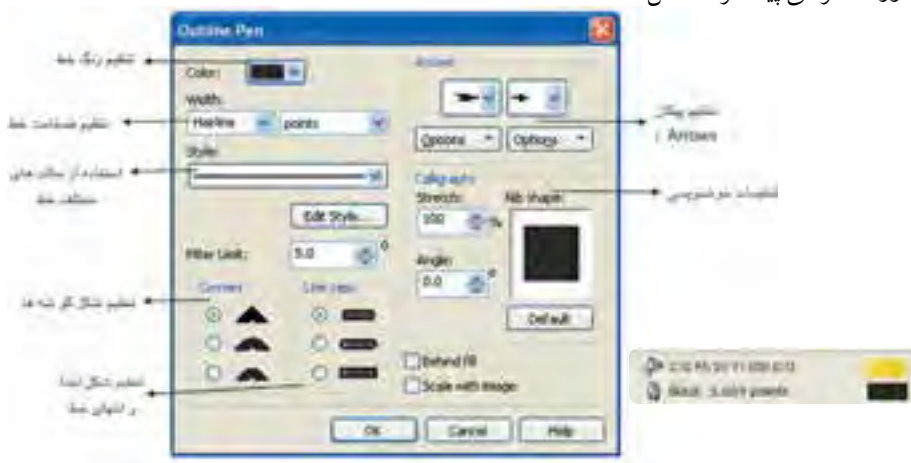 Outline Pen
تنظیم رنگ خط
Color:
Arrows
Width:
تنظیم ضخامت خط
Hairline
points
تنظیم پیکان
Arrows
Options
Options
Style:
استفاده از سبک های
مختلف خط
Calligraphy
تنظیمات خوشنویسی
Stretch:
Nib shape:
100
%
Edit Style...
Miter limit:
5.0
Angle:
0.0
تنظیم شکل گوشه ها
Corners
Line caps
Default
Behind fill
Scale with image
تنظیم شکل ابتدا
و انتهای خط
OK
Cancel
Help
Black
points